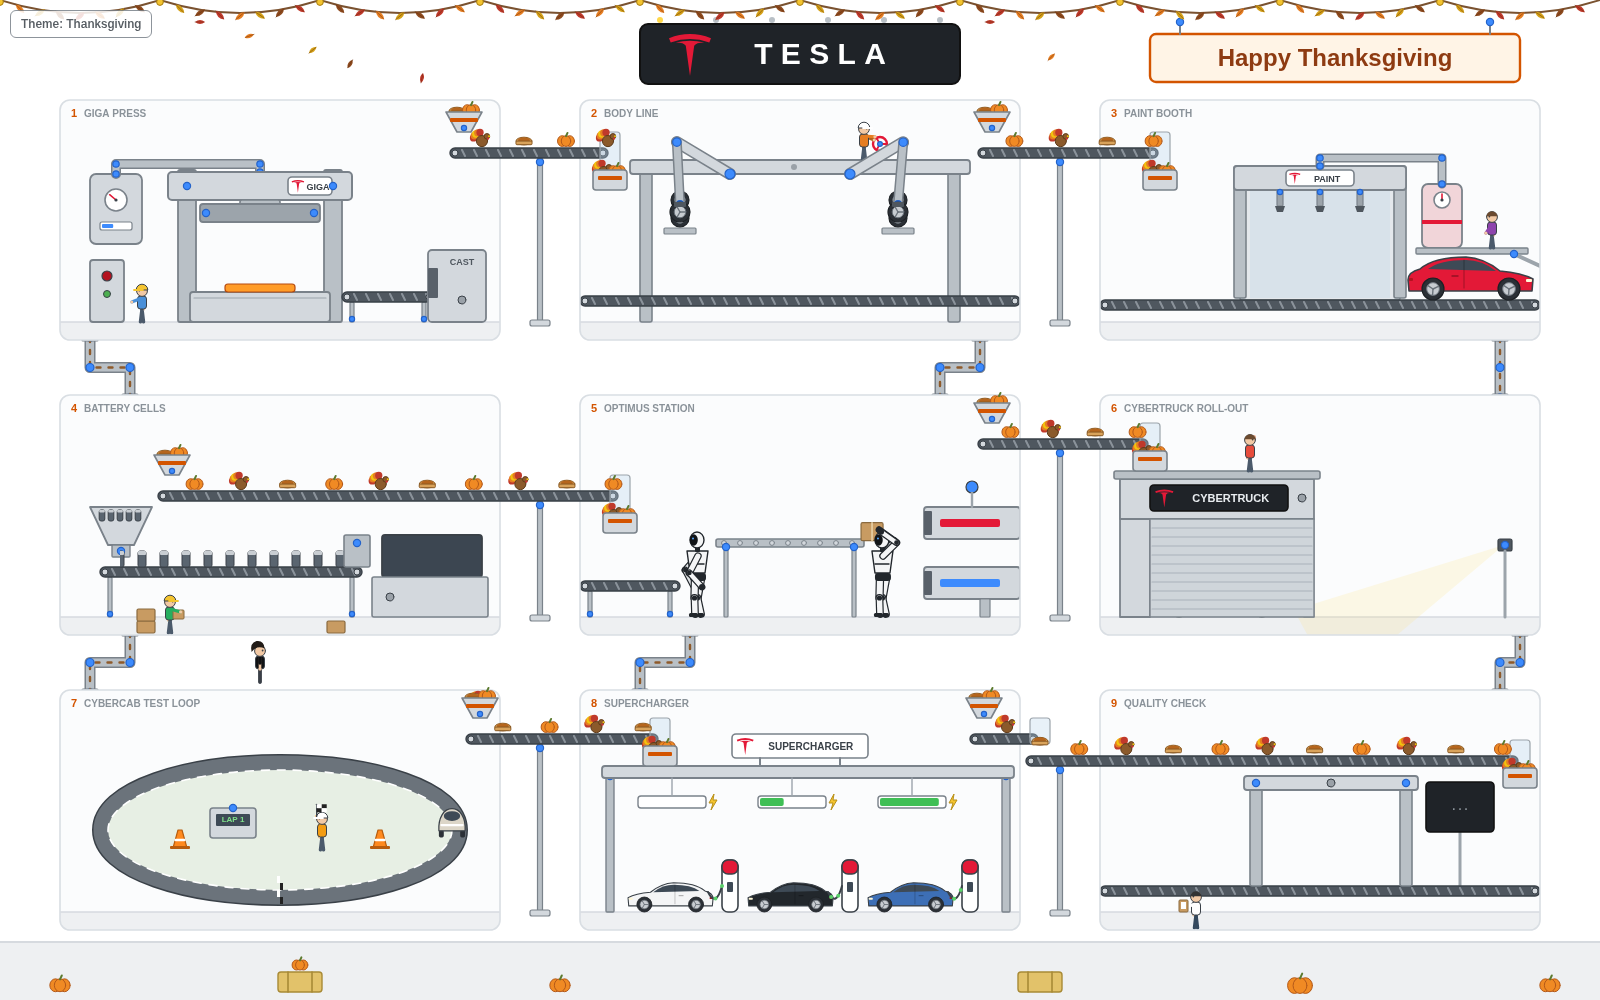 Theme: Thanksgiving
TESLA
Happy Thanksgiving
1 GIGA PRESS
GIGA
CAST
2 BODY LINE
3 PAINT BOOTH
PAINT
4 BATTERY CELLS
5 OPTIMUS STATION
6 CYBERTRUCK ROLL-OUT
CYBERTRUCK
7 CYBERCAB TEST LOOP
LAP 1
8 SUPERCHARGER
SUPERCHARGER
9 QUALITY CHECK
...